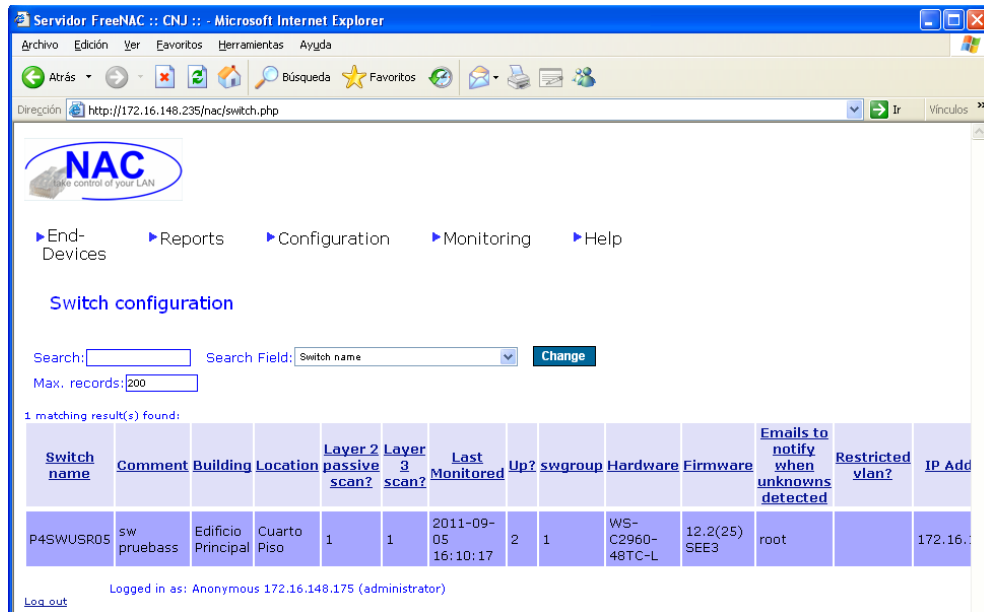 Servidor FreeNAC :: CNJ :: - Microsoft Internet Explorer
Archivo Edición Ver Favoritos Herramientas Ayuda
Atrás Búsqueda Favoritos
Dirección http://172.16.148.235/nac/switch.php Ir Vínculos »
NAC
take control of your LAN
End-Devices Reports Configuration Monitoring Help
Switch configuration
Search: Search Field: Switch name Change
Max. records: 200
1 matching result(s) found:
Switch name Comment Building Location Layer 2 passive scan? Layer 3 scan? Last Monitored Up? swgroup Hardware Firmware Emails to notify when unknowns detected Restricted vlan? IP Add
P4SWUSR05 sw pruebass Edificio Principal Cuarto Piso 1 1 2011-09-05 16:10:17 2 1 WS-C2960-48TC-L 12.2(25)SEE3 root 172.16.
Logged in as: Anonymous 172.16.148.175 (administrator)
Log out